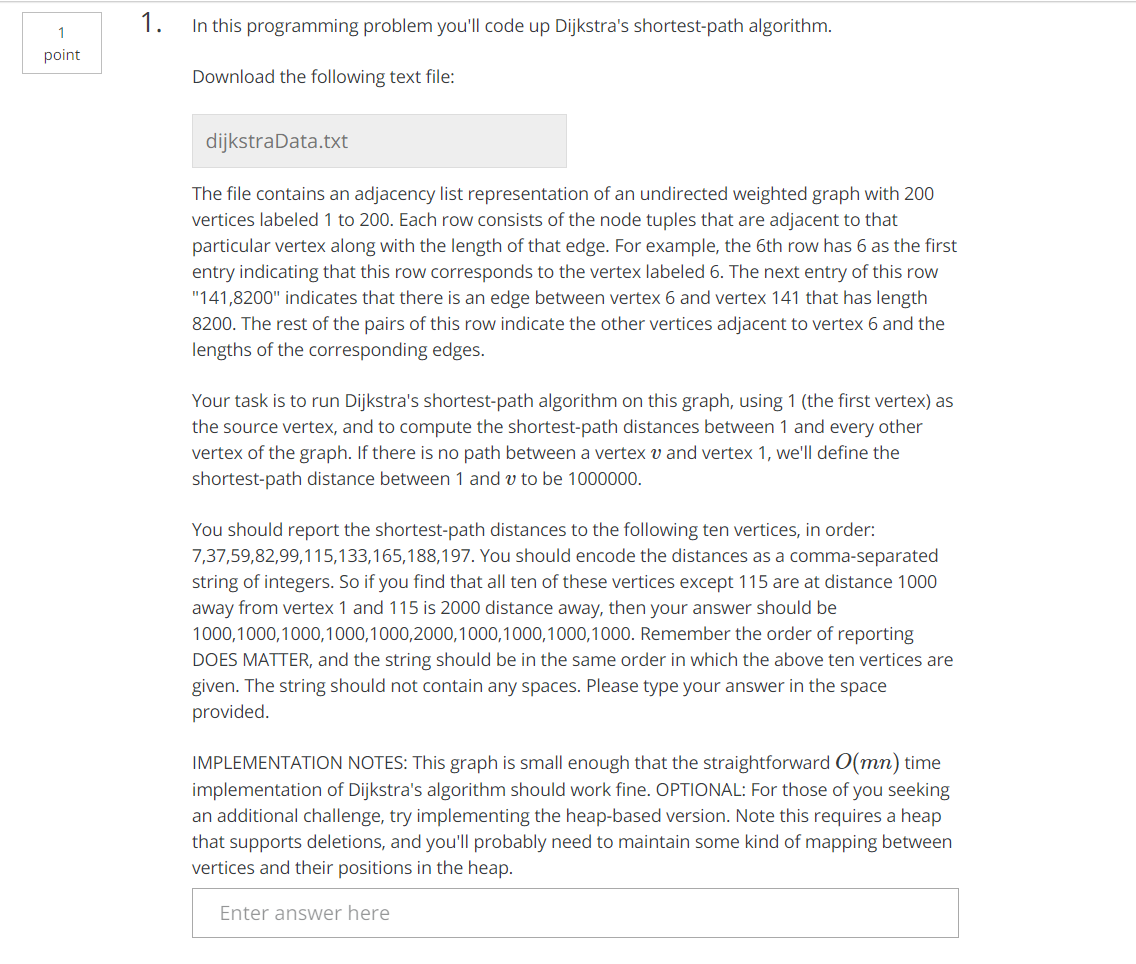 1
point
1.
In this programming problem you'll code up Dijkstra's shortest-path algorithm.
Download the following text file:
dijkstraData.txt
The file contains an adjacency list representation of an undirected weighted graph with 200
vertices labeled 1 to 200. Each row consists of the node tuples that are adjacent to that
particular vertex along with the length of that edge. For example, the 6th row has 6 as the first
entry indicating that this row corresponds to the vertex labeled 6. The next entry of this row
"141,8200" indicates that there is an edge between vertex 6 and vertex 141 that has length
8200. The rest of the pairs of this row indicate the other vertices adjacent to vertex 6 and the
lengths of the corresponding edges.
Your task is to run Dijkstra's shortest-path algorithm on this graph, using 1 (the first vertex) as
the source vertex, and to compute the shortest-path distances between 1 and every other
vertex of the graph. If there is no path between a vertex v and vertex 1, we'll define the
shortest-path distance between 1 and v to be 1000000.
You should report the shortest-path distances to the following ten vertices, in order:
7,37,59,82,99,115,133,165,188,197. You should encode the distances as a comma-separated
string of integers. So if you find that all ten of these vertices except 115 are at distance 1000
away from vertex 1 and 115 is 2000 distance away, then your answer should be
1000,1000,1000,1000,1000,2000,1000,1000,1000,1000. Remember the order of reporting
DOES MATTER, and the string should be in the same order in which the above ten vertices are
given. The string should not contain any spaces. Please type your answer in the space
provided.
IMPLEMENTATION NOTES: This graph is small enough that the straightforward O(mn) time
implementation of Dijkstra's algorithm should work fine. OPTIONAL: For those of you seeking
an additional challenge, try implementing the heap-based version. Note this requires a heap
that supports deletions, and you'll probably need to maintain some kind of mapping between
vertices and their positions in the heap.
Enter answer here